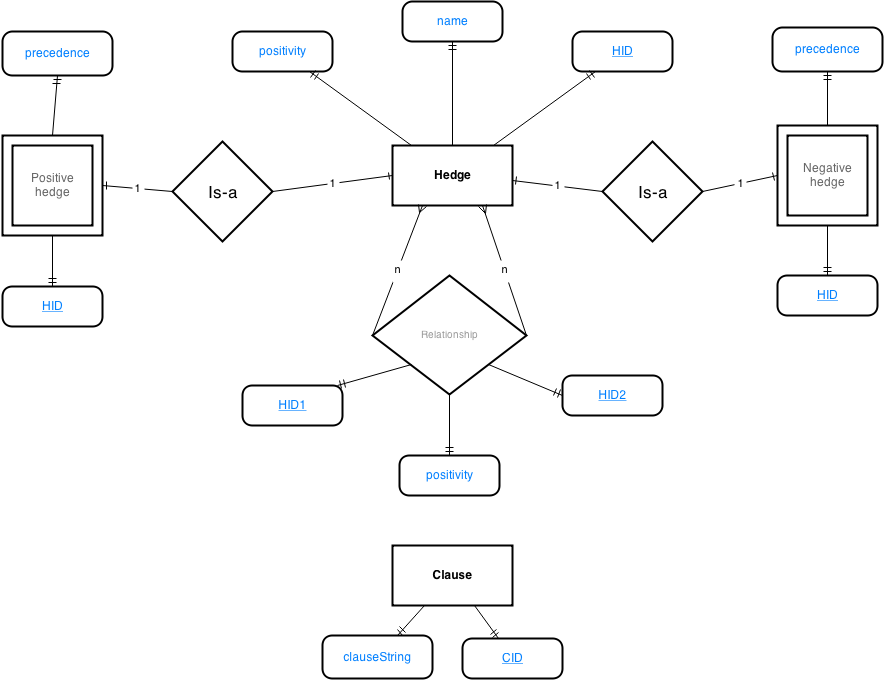 name
precedence
positivity
HID
precedence
Positive
hedge
1
Is-a
1
Hedge
1
Is-a
1
Negative
hedge
n
n
HID
HID
Relationship
HID1
HID2
positivity
Clause
clauseString
CID